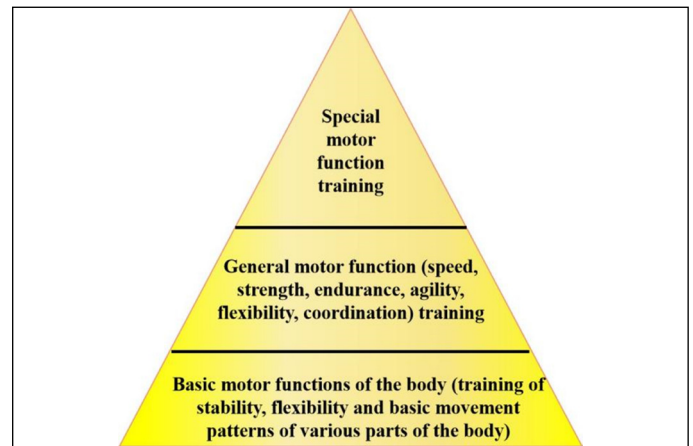 Special
motor
function
training
General motor function (speed,
strength, endurance, agility,
flexibility, coordination) training
Basic motor functions of the body (training of
stability, flexibility and basic movement
patterns of various parts of the body)